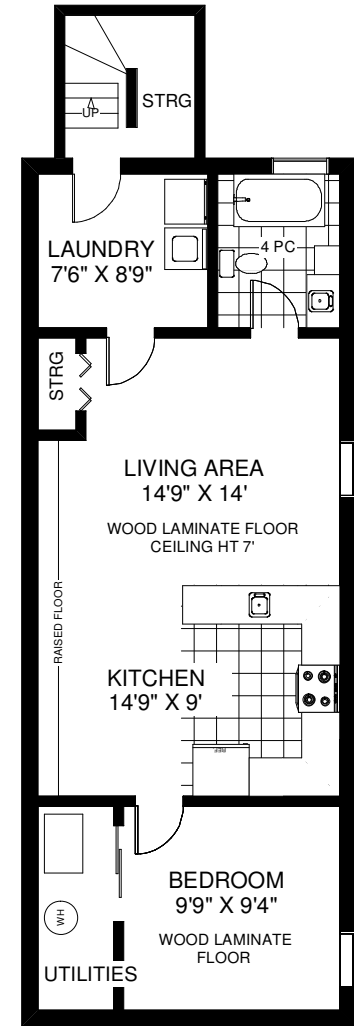 STRG
UP
LAUNDRY
7'6" X 8'9"
4 PC
STRG
LIVING AREA
14'9" X 14'
WOOD LAMINATE FLOOR
CEILING HT 7'
RAISED FLOOR
KITCHEN
14'9" X 9'
REF
BEDROOM
9'9" X 9'4"
WOOD LAMINATE
FLOOR
WH
UTILITIES